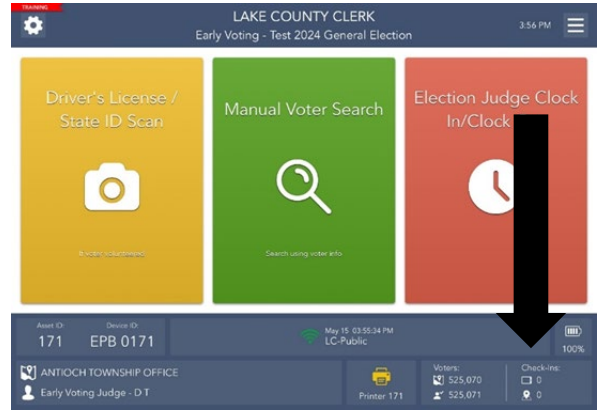 TRAINING
LAKE COUNTY CLERK
Early Voting - Test 2024 General Election
3:56 PM
Driver's License /
State ID Scan
If voter volunteered
Manual Voter Search
Search using voter info
Election Judge Clock
In/Clock
Asset ID:
171
Device ID:
EPB 0171
May 15 03:55:34 PM
LC-Public
100%
ANTIOCH TOWNSHIP OFFICE
Early Voting Judge - D T
Printer 171
Voters:
525,070
525,071
Check-Ins:
0
0